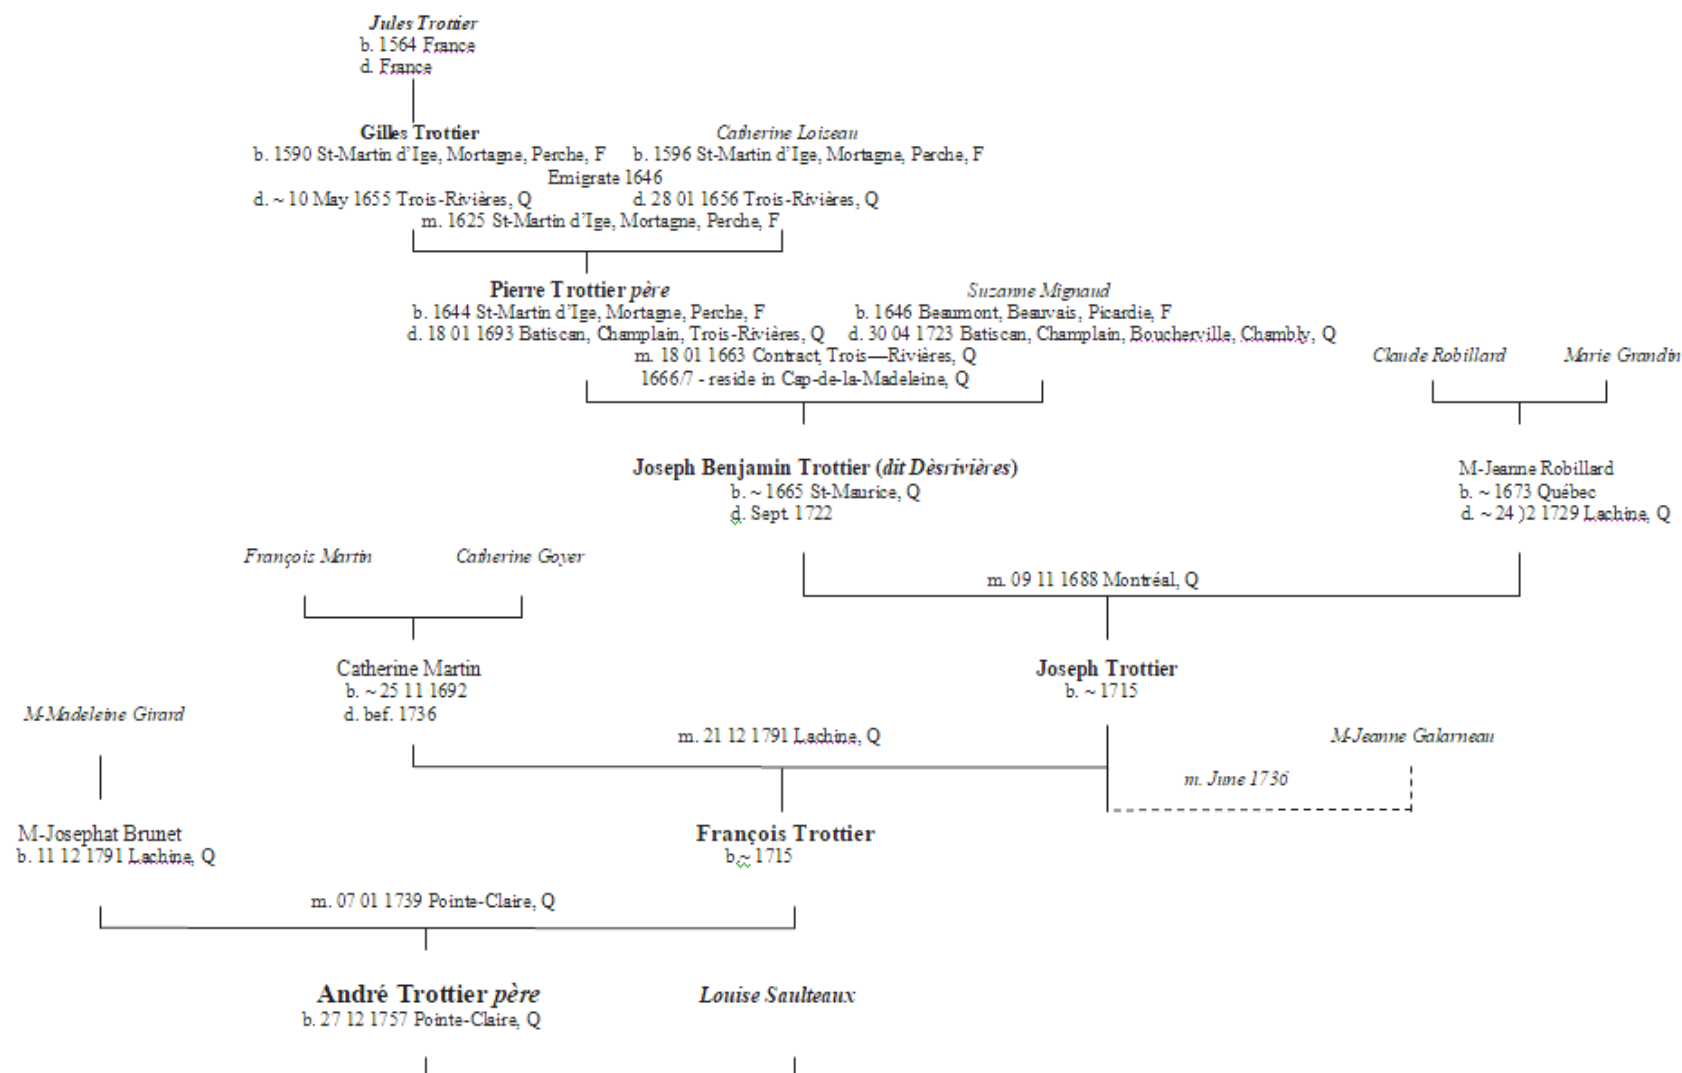 Jules Trottier
b. 1564 France
d. France
Gilles Trottier
b. 1590 St-Martin d'Ige, Mortagne, Perche, F
Catherine Loiseau
b. 1596 St-Martin d'Ige, Mortagne, Perche, F
Emigrate 1646
d. ~ 10 May 1655 Trois-Rivières, Q
d. 28 01 1656 Trois-Rivières, Q
m. 1625 St-Martin d'Ige, Mortagne, Perche, F
Pierre Trottier père
b. 1644 St-Martin d'Ige, Mortagne, Perche, F
d. 18 01 1693 Batiscan, Champlain, Trois-Rivières, Q
Suzanne Mignaud
b. 1646 Beaumont, Beauvais, Picardie, F
d. 30 04 1723 Batiscan, Champlain, Boucherville, Chambly, Q
m. 18 01 1663 Contract, Trois—Rivières, Q
1666/7 - reside in Cap-de-la-Madeleine, Q
Claude Robillard
Marie Grandin
Joseph Benjamin Trottier (dit Dèsrivières)
b. ~ 1665 St-Maurice, Q
d. Sept. 1722
M-Jeanne Robillard
b. ~ 1673 Québec
d. ~ 24 )2 1729 Lachine, Q
François Martin
Catherine Goyer
m. 09 11 1688 Montréal, Q
Catherine Martin
b. ~ 25 11 1692
d. bef. 1736
Joseph Trottier
b. ~ 1715
M-Madeleine Girard
m. 21 12 1791 Lachine, Q
M-Jeanne Galarneau
m. June 1736
M-Josephat Brunet
b. 11 12 1791 Lachine, Q
François Trottier
b.~ 1715
m. 07 01 1739 Pointe-Claire, Q
André Trottier père
b. 27 12 1757 Pointe-Claire, Q
Louise Saulteaux